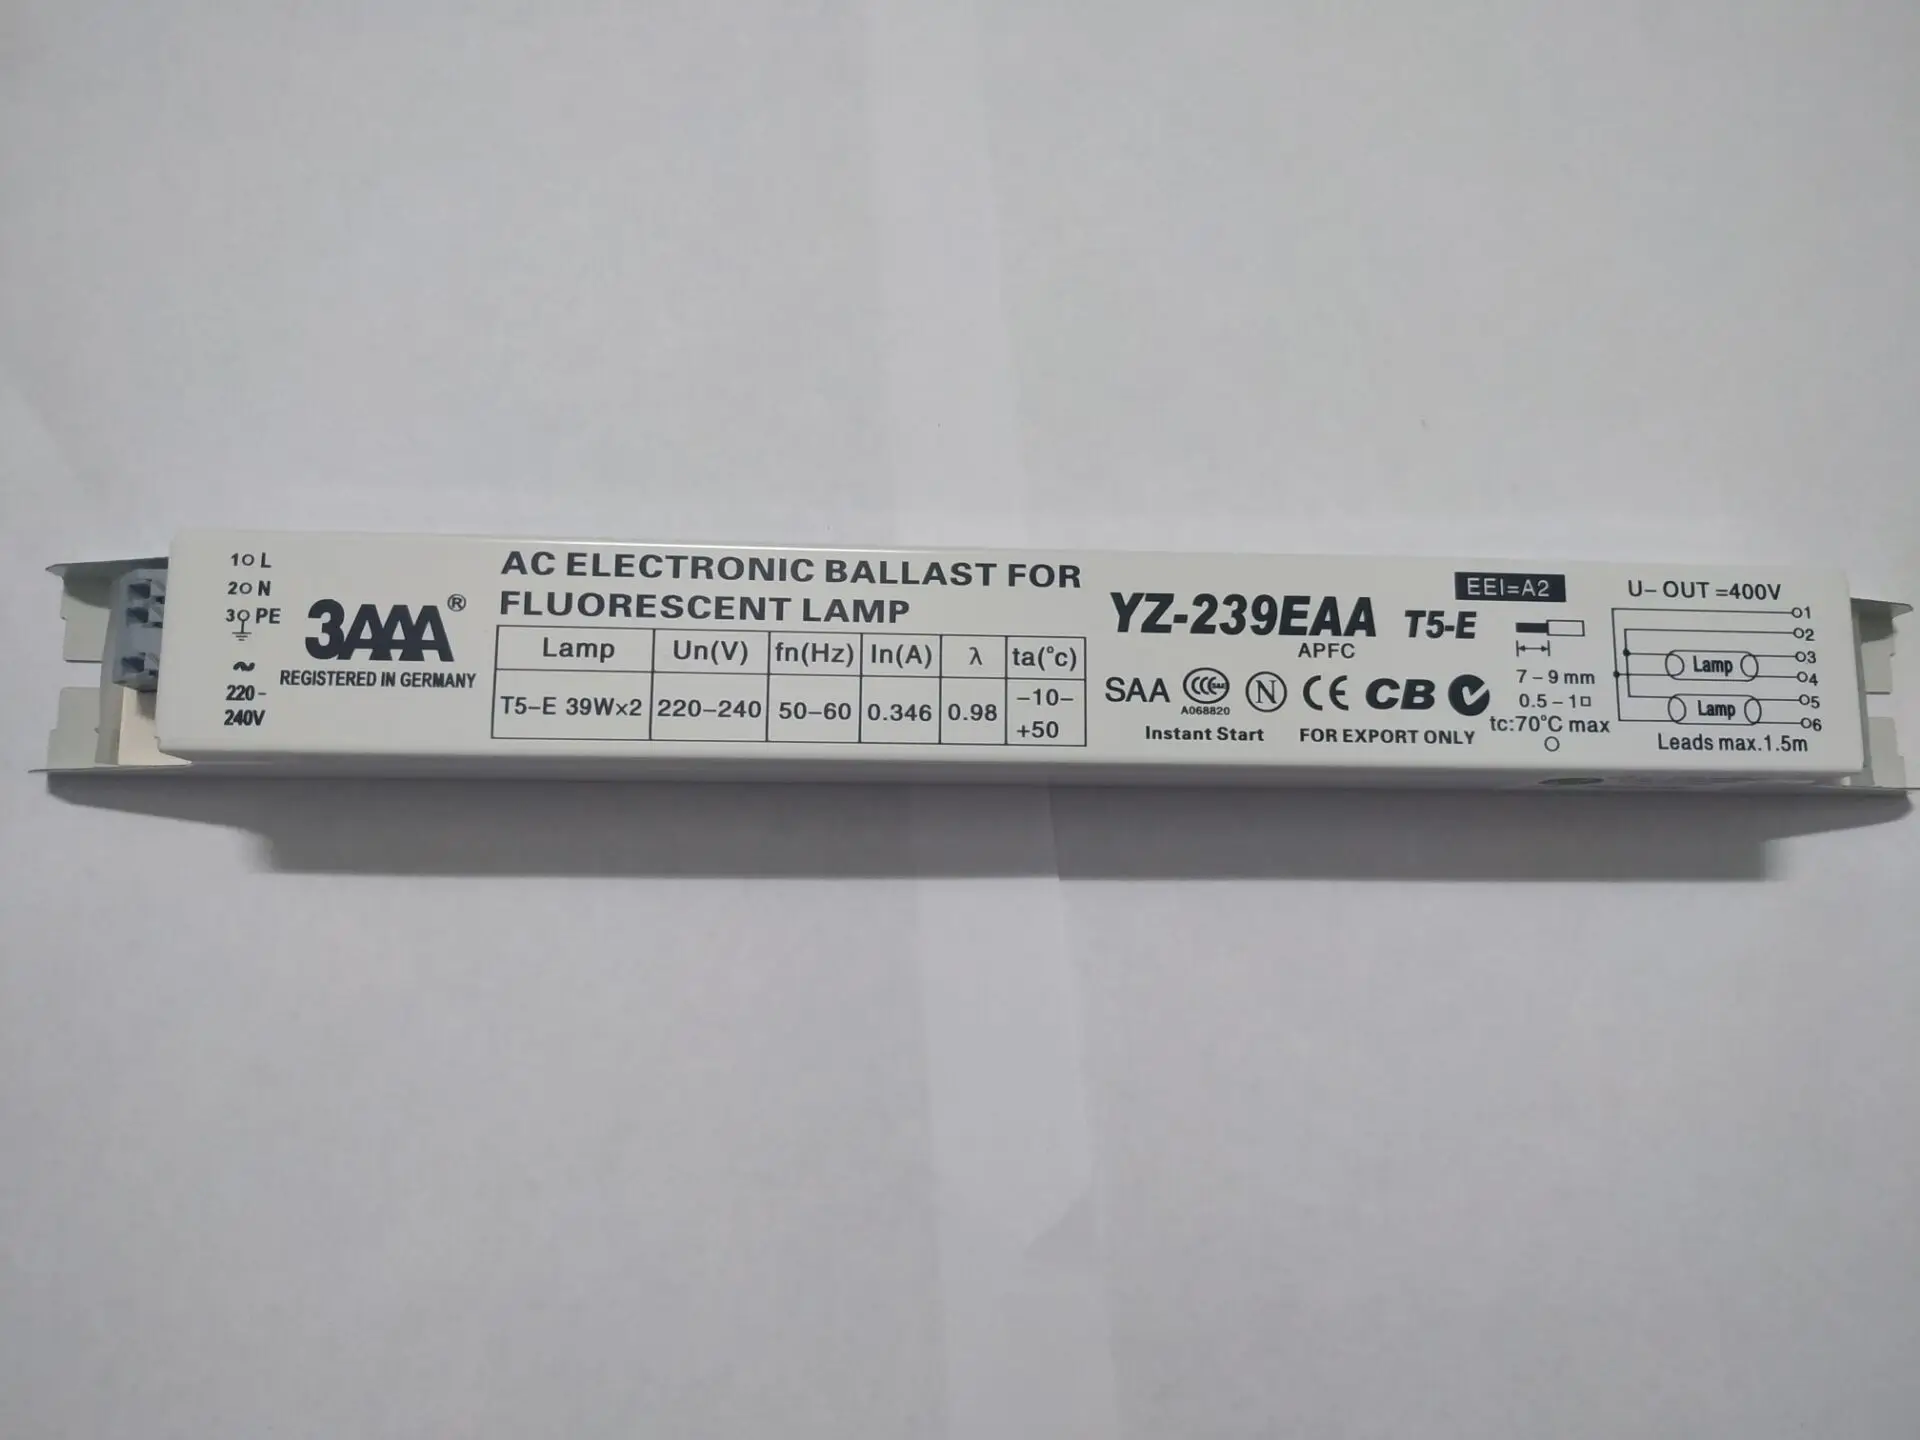 1○ L
2○ N
3○ PE
~
220-
240V
3AAA®
REGISTERED IN GERMANY
AC ELECTRONIC BALLAST FOR
FLUORESCENT LAMP
Lamp Un(V) fn(Hz) In(A) λ ta(℃)
T5-E 39W×2 220-240 50-60 0.346 0.98 -10-
+50
YZ-239EAA T5-E
APFC
SAA CCC S&E N CE CB
A068820
Instant Start FOR EXPORT ONLY
EEI=A2
7-9mm
0.5-1□
tc:70℃ max
U-OUT=400V
○1
○2
Lamp ○3
○4
Lamp ○5
○6
Leads max.1.5m